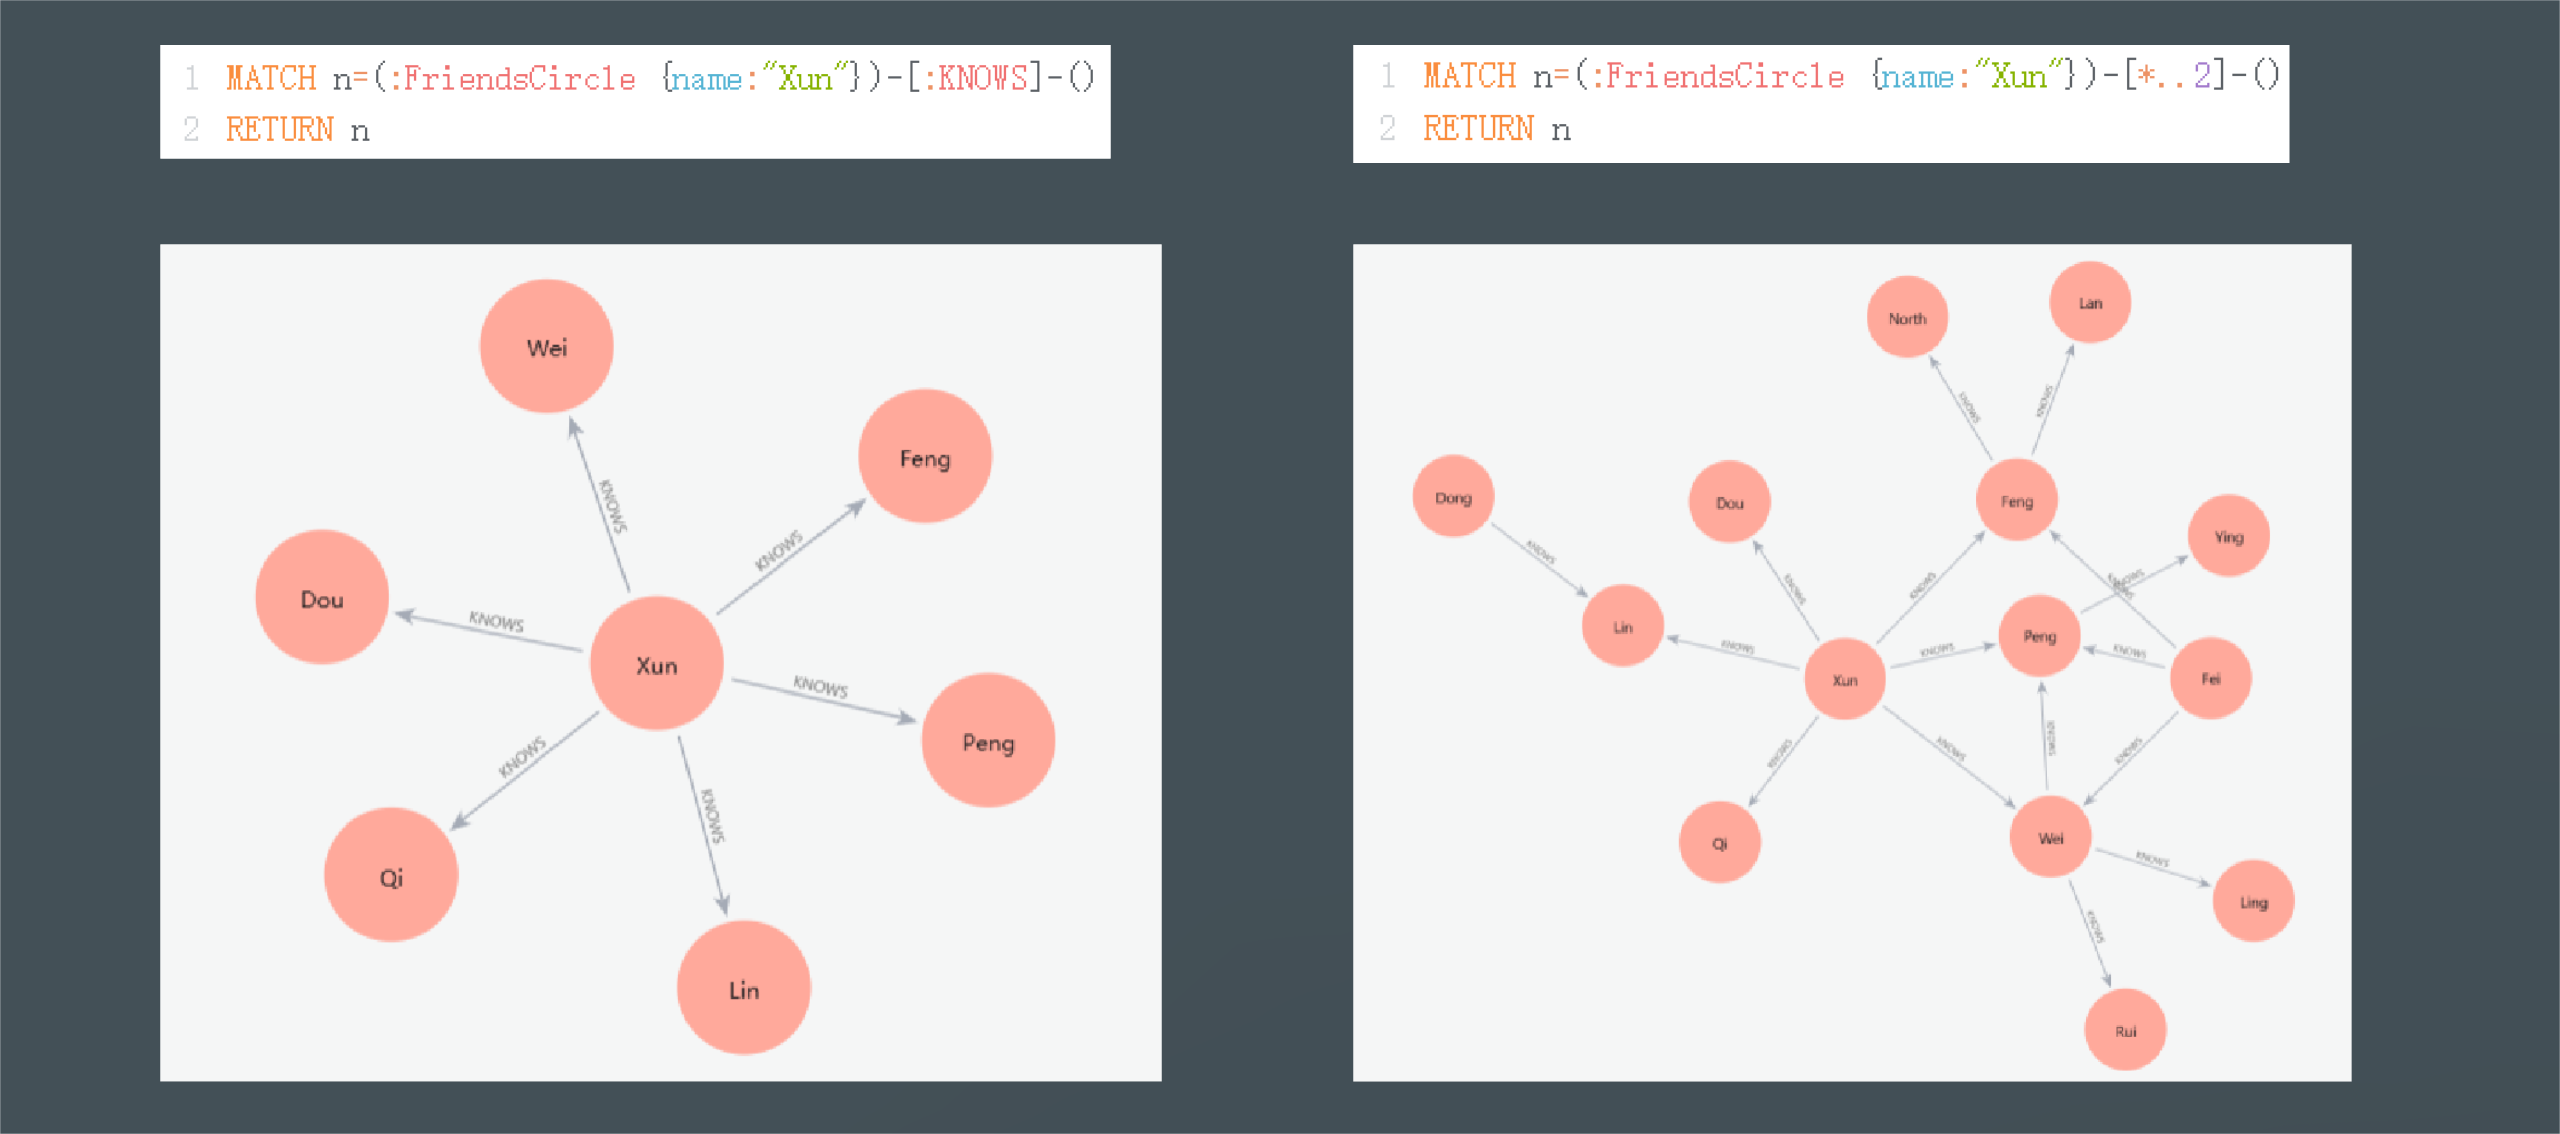 1 MATCH n=(:FriendsCircle {name:"Xun"})-[:KNOWS]-()
2 RETURN n
Wei
Feng
KNOWS
KNOWS
Dou
KNOWS
Xun
KNOWS
Peng
KNOWS
KNOWS
Qi
Lin
1 MATCH n=(:FriendsCircle {name:"Xun"})-[*..2]-()
2 RETURN n
Lan
North
KNOWS
KNOWS
Dong
Dou
Feng
Ying
KNOWS
KNOWS
KNOWS
KNOWS
KNOWS
Lin
Peng
KNOWS
KNOWS
KNOWS
Xun
Fei
KNOWS
KNOWS
KNOWS
KNOWS
Qi
Wei
KNOWS
Ling
KNOWS
Rui